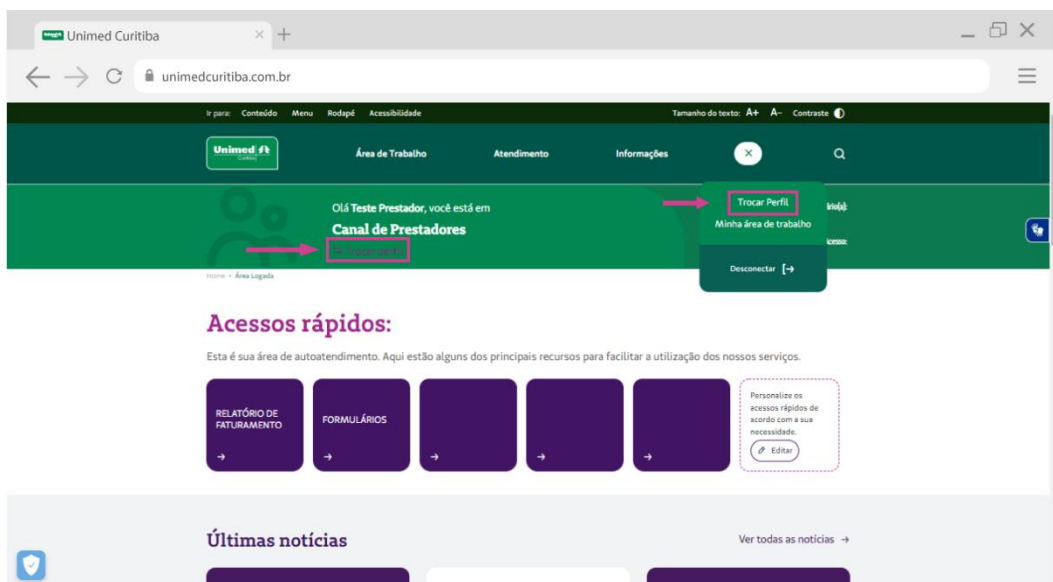 Unimed Curitiba
unimedcuritiba.com.br
Ir para: Conteúdo Menu Rodapé Acessibilidade
Tamanho do texto: A+ A- Contraste
Unimed
Curitiba
Área de Trabalho
Atendimento
Informações
Trocar Perfil
Minha área de trabalho
Desconectar
Olá Teste Prestador, você está em
Canal de Prestadores
Home > Área Logada
Acessos rápidos:
Esta é sua área de autoatendimento. Aqui estão alguns dos principais recursos para facilitar a utilização dos nossos serviços.
RELATÓRIO DE
FATURAMENTO
FORMULÁRIOS
Personalize os
acessos rápidos de
acordo com a sua
necessidade.
Editar
Últimas notícias
Ver todas as notícias →